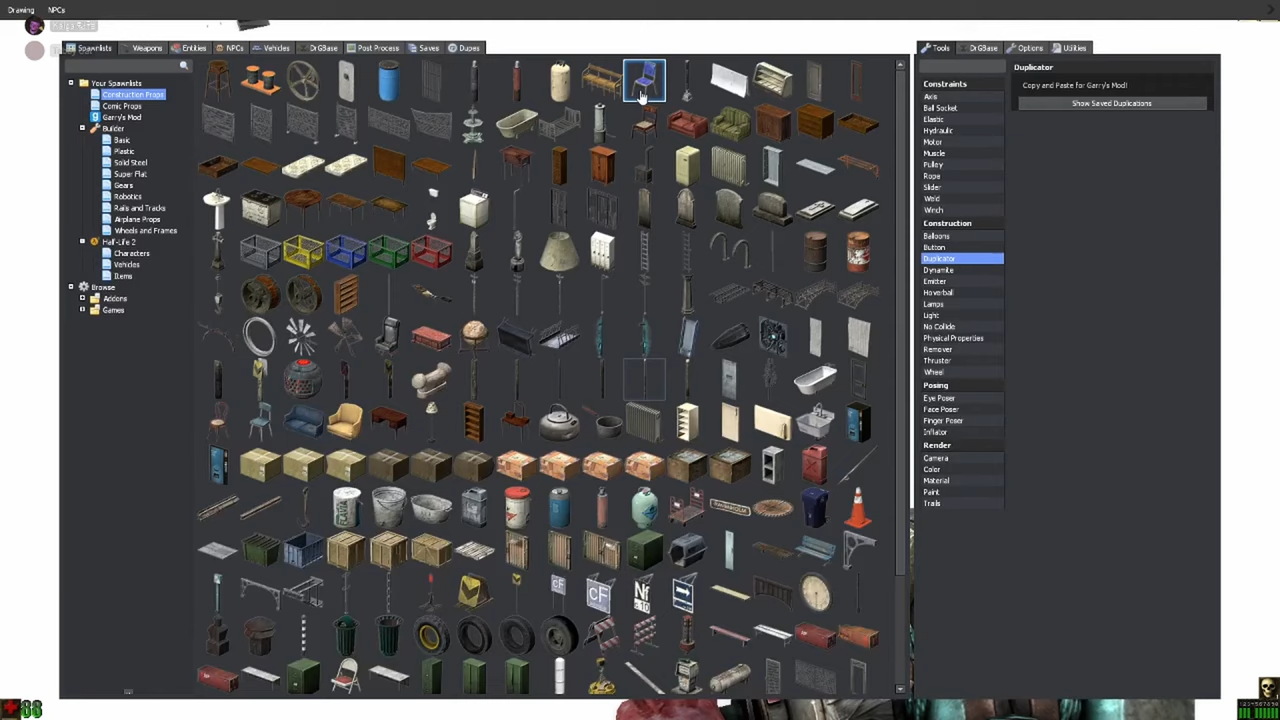 Drawing NPCs
Spawnlists Weapons Entities NPCs Vehicles DrGBase Post Process Saves Dupes
Your Spawnlists
Construction Props
Comic Props
Garry's Mod
Builder
Basic
Plastic
Solid Steel
Super Flat
Gears
Robotics
Rails and Tracks
Airplane Props
Wheels and Frames
Half-Life 2
Characters
Vehicles
Items
Browse
Addons
Games
RAVENHOLM
CF
CF
Nf
Tools DrGBase Options Utilities
Constraints
Axis
Ball Socket
Elastic
Hydraulic
Motor
Muscle
Pulley
Rope
Slider
Weld
Winch
Construction
Balloons
Button
Duplicator
Dynamite
Emitter
Hoverball
Lamps
Light
No Collide
Physical Properties
Remover
Thruster
Wheel
Posing
Eye Poser
Face Poser
Finger Poser
Inflator
Render
Camera
Color
Material
Paint
Trails
Duplicator
Copy and Paste for Garry's Mod!
Show Saved Duplications
88